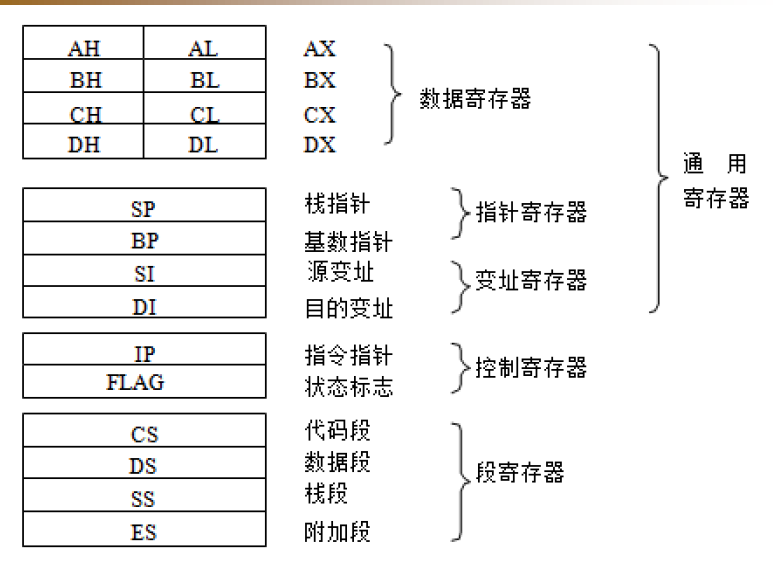 AH AL AX
BH BL BX
CH CL CX
DH DL DX
数据寄存器
通 用
寄存器
SP 栈指针
BP 基数指针
指针寄存器
SI 源变址
DI 目的变址
变址寄存器
IP 指令指针
FLAG 状态标志
控制寄存器
CS 代码段
DS 数据段
SS 栈段
ES 附加段
段寄存器